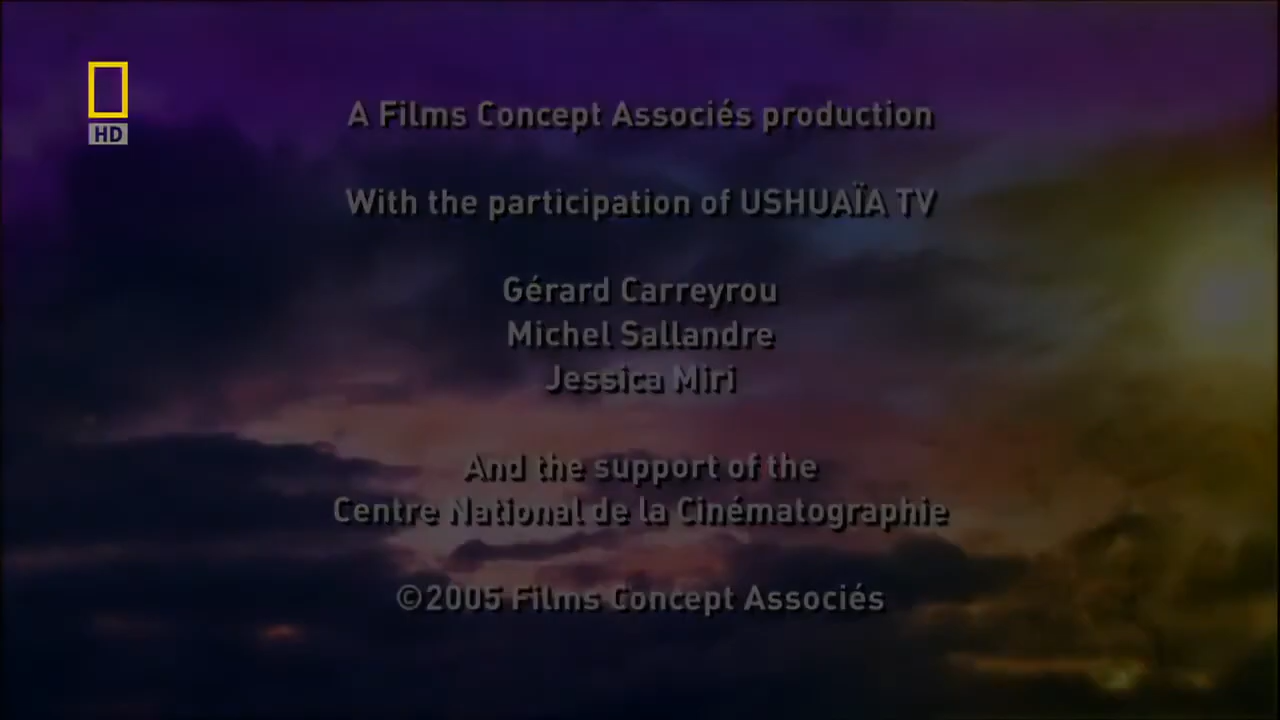 HD
A Films Concept Associés production
With the participation of USHUAÏA TV
Gérard Carreyrou
Michel Sallandre
Jessica Miri
And the support of the
Centre National de la Cinématographie
©2005 Films Concept Associés